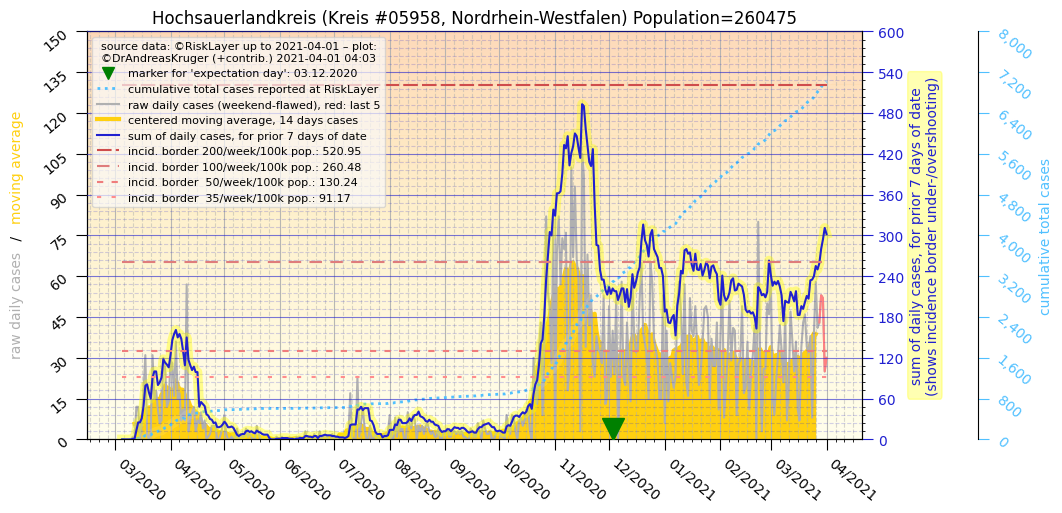 Hochsauerlandkreis (Kreis #05958, Nordrhein-Westfalen) Population=260475
source data: ©RiskLayer up to 2021-04-01 – plot:
©DrAndreasKruger (+contrib.) 2021-04-01 04:03
marker for 'expectation day': 03.12.2020
cumulative total cases reported at RiskLayer
raw daily cases (weekend-flawed), red: last 5
centered moving average, 14 days cases
sum of daily cases, for prior 7 days of date
incid. border 200/week/100k pop.: 520.95
incid. border 100/week/100k pop.: 260.48
incid. border  50/week/100k pop.: 130.24
incid. border  35/week/100k pop.: 91.17
raw daily cases / moving average
150
135
120
105
90
75
60
45
30
15
0
03/2020
04/2020
05/2020
06/2020
07/2020
08/2020
09/2020
10/2020
11/2020
12/2020
01/2021
02/2021
03/2021
04/2021
600
540
480
420
360
300
240
180
120
60
0
sum of daily cases, for prior 7 days of date
(shows incidence border under-/overshooting)
8,000
7,200
6,400
5,600
4,800
4,000
3,200
2,400
1,600
800
0
cumulative total cases